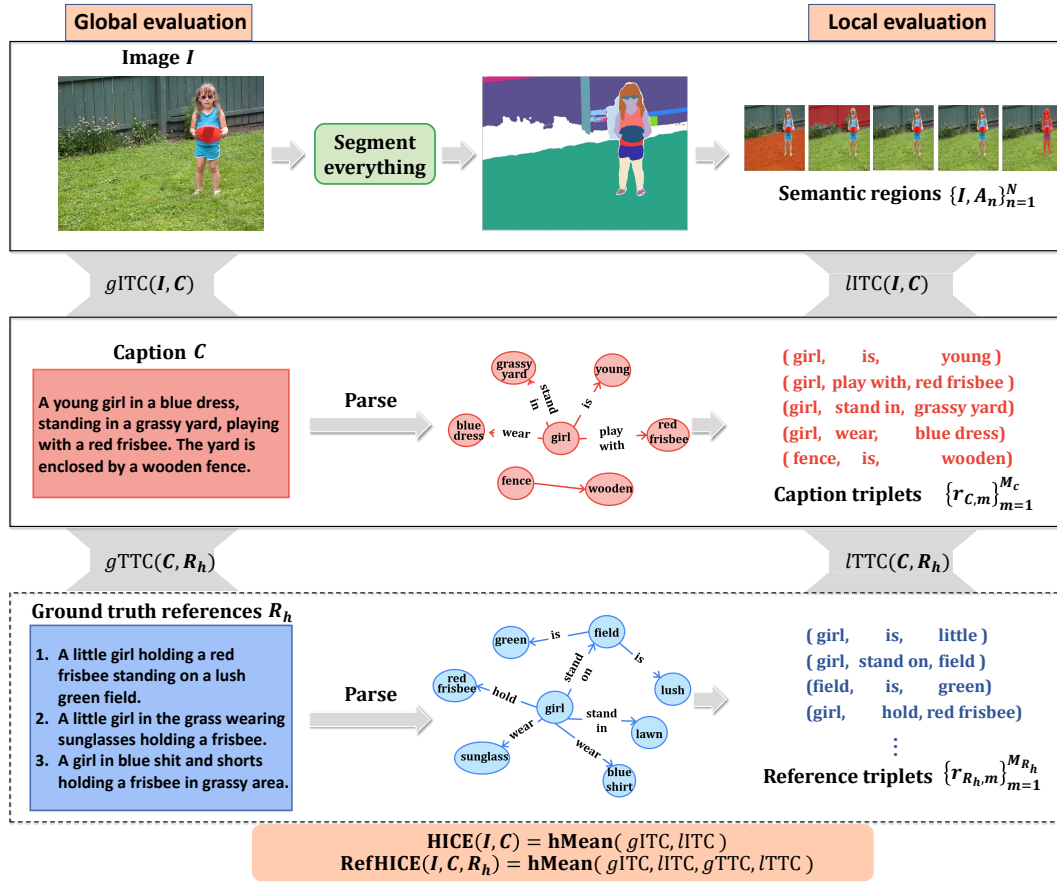 Global evaluation
Local evaluation
Image I
Segment
everything
Semantic regions {I, A_n}_{n=1}^N
gITC(I, C)
lITC(I, C)
Caption C
A young girl in a blue dress,
standing in a grassy yard, playing
with a red frisbee. The yard is
enclosed by a wooden fence.
Parse
grassy
yard
young
stand
in
is
blue
dress
wear
girl
play
with
red
frisbee
fence
wooden
( girl, is, young )
( girl, play with, red frisbee )
(girl, stand in, grassy yard)
(girl, wear, blue dress)
( fence, is, wooden)
Caption triplets {r_{C,m}}_{m=1}^{M_c}
gTTC(C, R_h)
lTTC(C, R_h)
Ground truth references R_h
1. A little girl holding a red
frisbee standing on a lush
green field.
2. A little girl in the grass wearing
sunglasses holding a frisbee.
3. A girl in blue shit and shorts
holding a frisbee in grassy area.
Parse
green
is
field
stand
on
is
red
frisbee
hold
lush
girl
stand
in
lawn
wear
sunglass
wear
blue
shirt
( girl, is, little )
( girl, stand on, field )
(field, is, green)
(girl, hold, red frisbee)
⋮
Reference triplets {r_{R_h,m}}_{m=1}^{M_{R_h}}
HICE(I, C) = hMean( gITC, lITC )
RefHICE(I, C, R_h) = hMean( gITC, lITC, gTTC, lTTC )